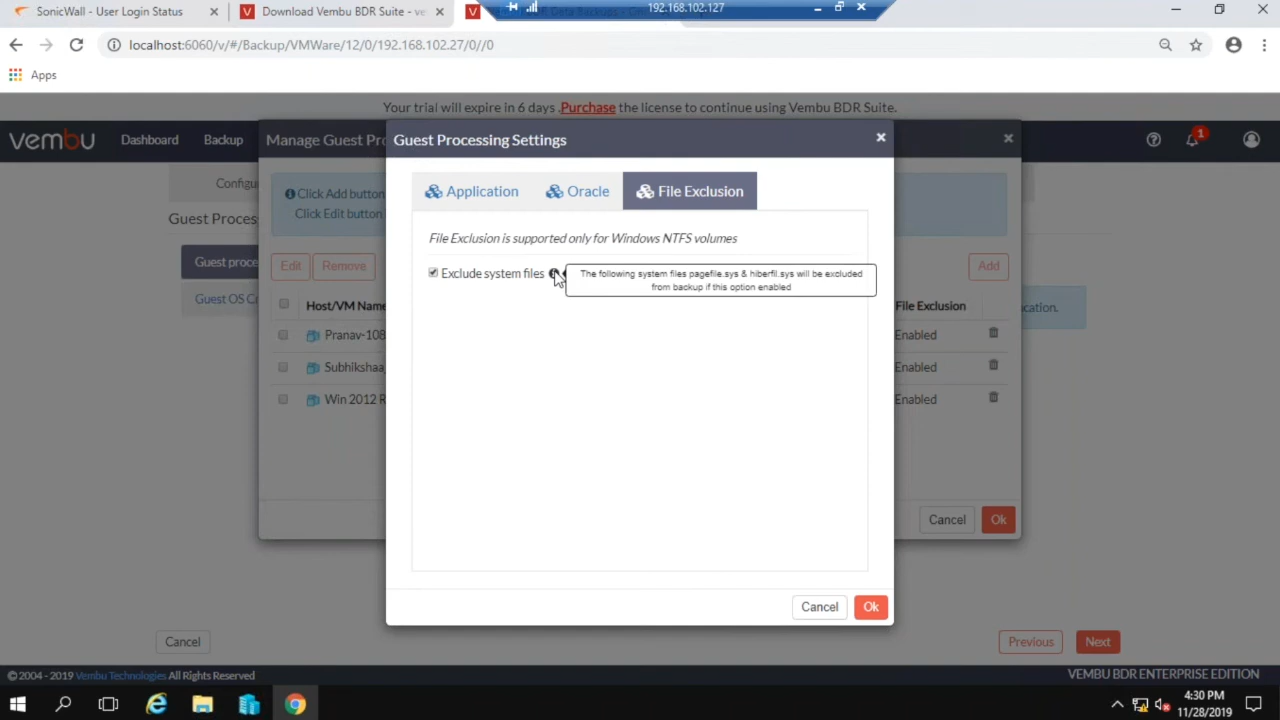 SonicWall - User Login Status
Download Vembu BDR Suite - ve
192.168.102.127
localhost:6060/v/#/Backup/VMWare/12/0/192.168.102.27/0//0
Apps
Your trial will expire in 6 days .Purchase the license to continue using Vembu BDR Suite.
vembu
Dashboard
Backup
Manage Guest Pr
Guest Processing Settings
1
Configu
Click Add button
Click Edit button
Application
Oracle
File Exclusion
Guest Proces
File Exclusion is supported only for Windows NTFS volumes
Guest proce
Edit
Remove
Exclude system files
The following system files pagefile.sys & hiberfil.sys will be excluded
from backup if this option enabled
Add
Guest OS C
Host/VM Name
File Exclusion
cation.
Pranav-108
Enabled
Subhikshaa
Enabled
Win 2012 R
Enabled
Cancel
Ok
Cancel
Ok
Cancel
Previous
Next
© 2004 - 2019 Vembu Technologies All Rights Reserved
VEMBU BDR ENTERPRISE EDITION
4:30 PM
11/28/2019